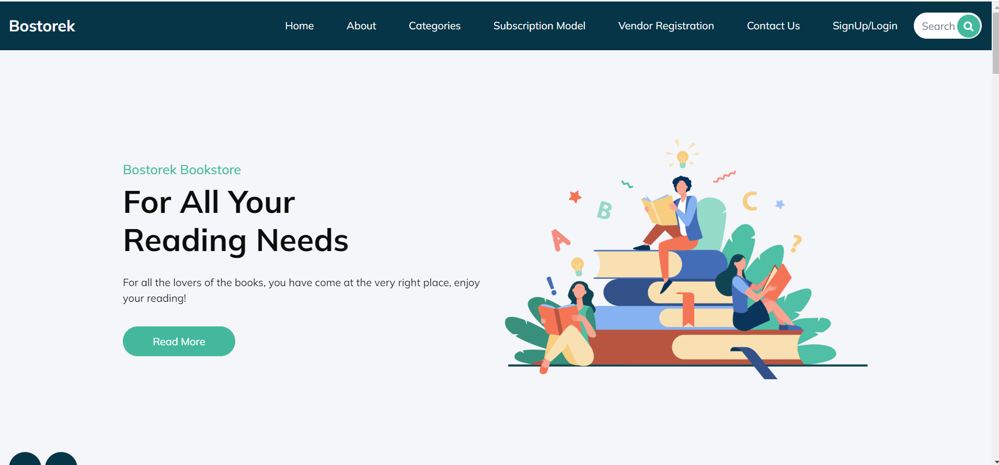 Bostorek
Home
About
Categories
Subscription Model
Vendor Registration
Contact Us
SignUp/Login
Search
Bostorek Bookstore
For All Your
Reading Needs
For all the lovers of the books, you have come at the very right place, enjoy
your reading!
Read More
A
B
C
?
!